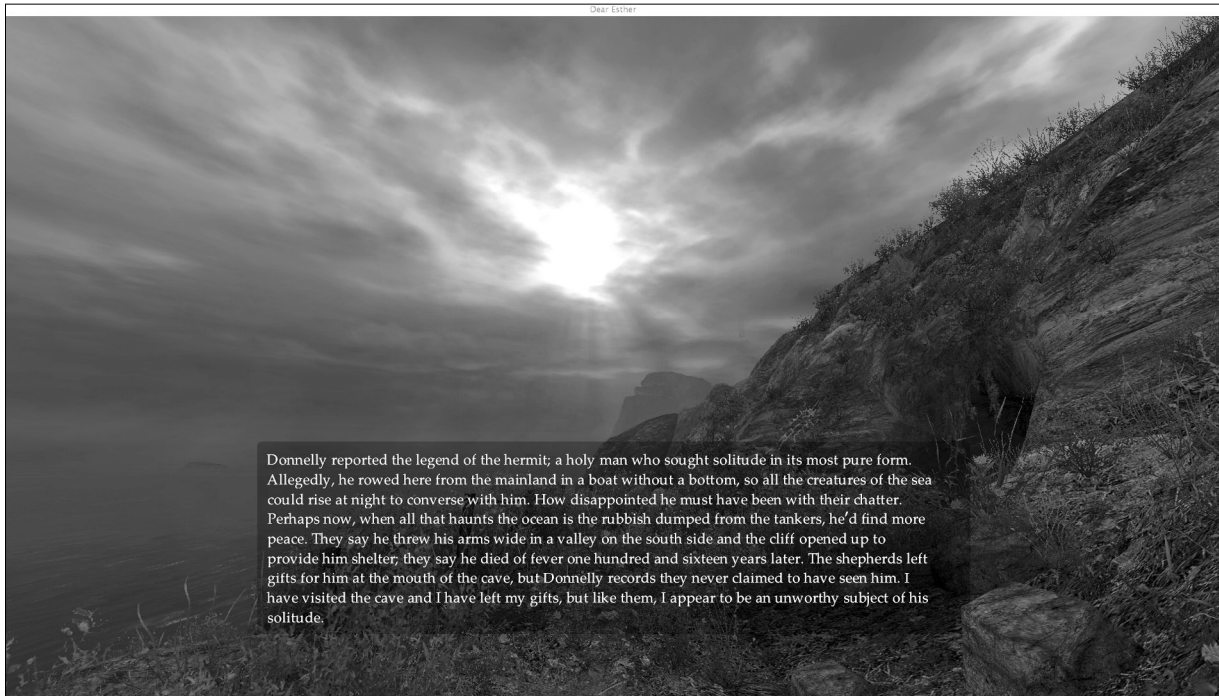 Dear Esther
Donnelly reported the legend of the hermit; a holy man who sought solitude in its most pure form.
Allegedly, he rowed here from the mainland in a boat without a bottom, so all the creatures of the sea
could rise at night to converse with him. How disappointed he must have been with their chatter.
Perhaps now, when all that haunts the ocean is the rubbish dumped from the tankers, he'd find more
peace. They say he threw his arms wide in a valley on the south side and the cliff opened up to
provide him shelter; they say he died of fever one hundred and sixteen years later. The shepherds left
gifts for him at the mouth of the cave, but Donnelly records they never claimed to have seen him. I
have visited the cave and I have left my gifts, but like them, I appear to be an unworthy subject of his
solitude.